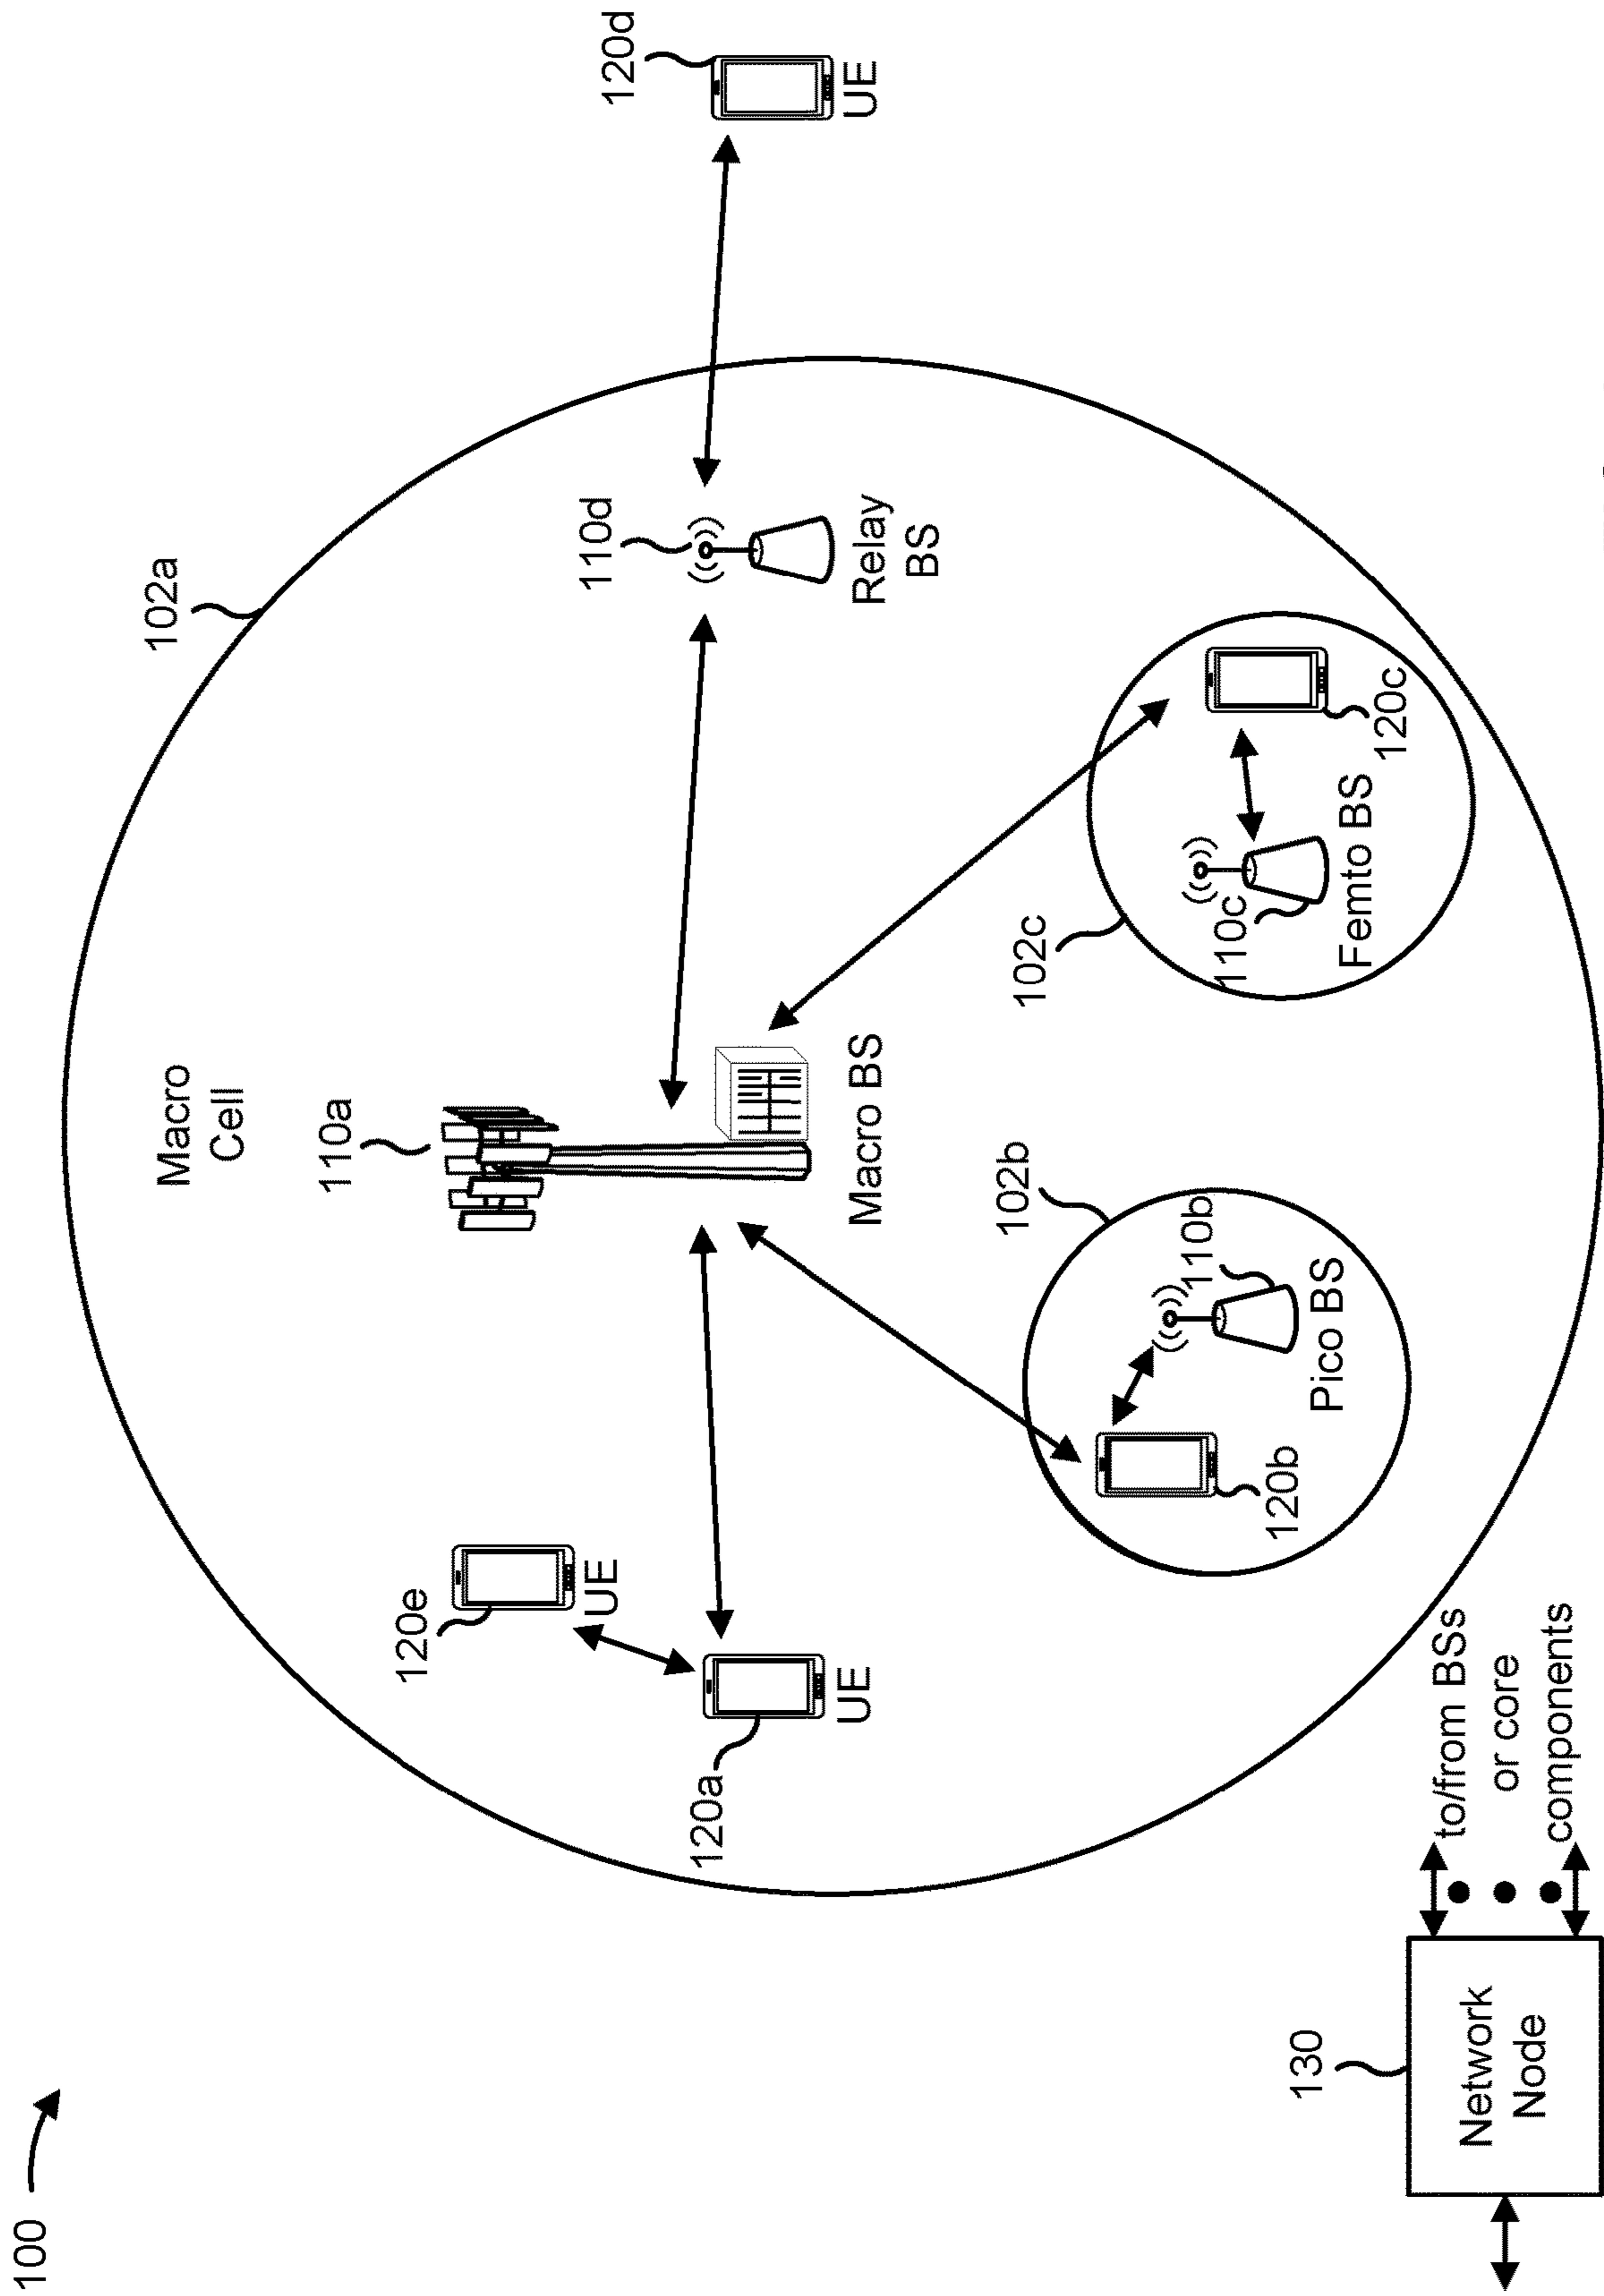 100
102a
Macro
Cell
110a
120e
UE
110d
120d
120a
UE
Macro BS
Relay
BS
UE
102b
102c
110b
110c
120b
Pico BS
Femto BS
120c
130
Network
Node
to/from BSs
or core
components